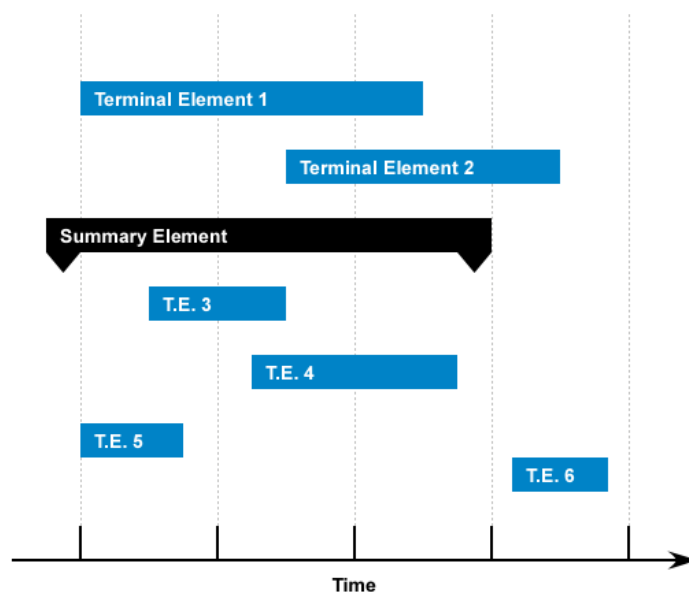 Terminal Element 1
Terminal Element 2
Summary Element
T.E. 3
T.E. 4
T.E. 5
T.E. 6
Time